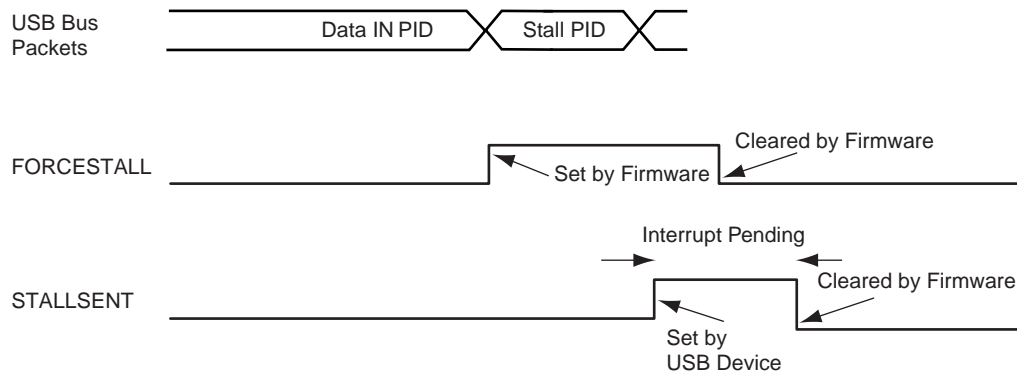 USB Bus
Packets
Data IN PID
Stall PID
FORCESTALL
Set by Firmware
Cleared by Firmware
Interrupt Pending
STALLSENT
Cleared by Firmware
Set by
USB Device